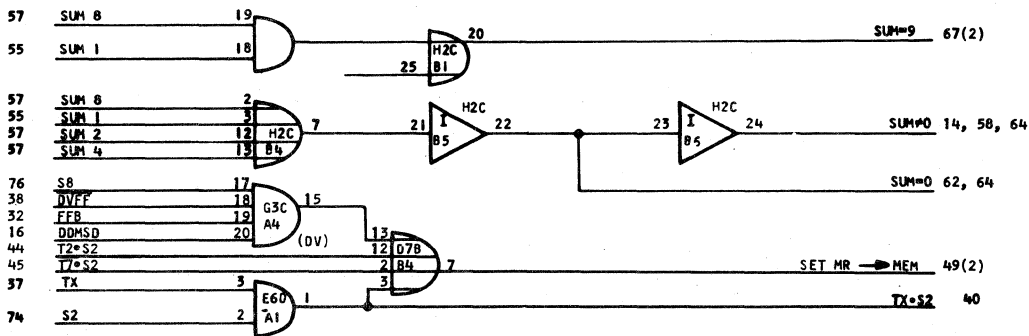 57 SUM 8 19
55 SUM 1 18
20 SUM=9 67(2)
H2C
25 B1
57 SUM 8 2
55 SUM 1 3
57 SUM 2 12
57 SUM 4 13
H2C
B4
7
21 I H2C 22
B5
23 I H2C 24
B5
SUM≠0 14, 58, 64
SUM=0 62, 64
76 S8 17
38 DVFF 18
32 FFB 19
16 DDMSD 20
G3C 15
A4
(DV)
44 T2•S2 12
45 T7•S2 2
13
D7B
B4
3
7
SET MR → MEM 49(2)
37 TX 3
E6D 1
A1
74 S2 2
TX•S2 40